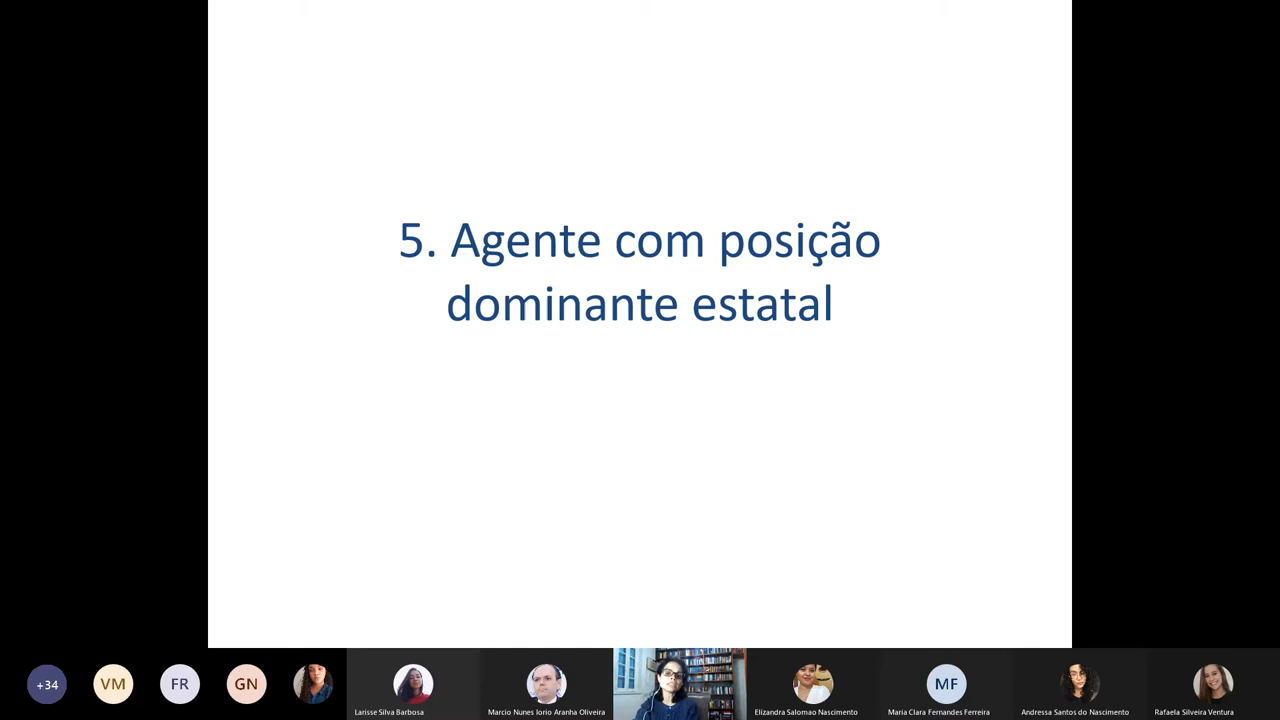 5. Agente com posição
dominante estatal
+34
VM
FR
GN
MF
Larisse Silva Barbosa
Marcio Nunes Iorio Aranha Oliveira
Elizandra Salomao Nascimento
Maria Clara Fernandes Ferreira
Andressa Santos do Nascimento
Rafaela Silveira Ventura